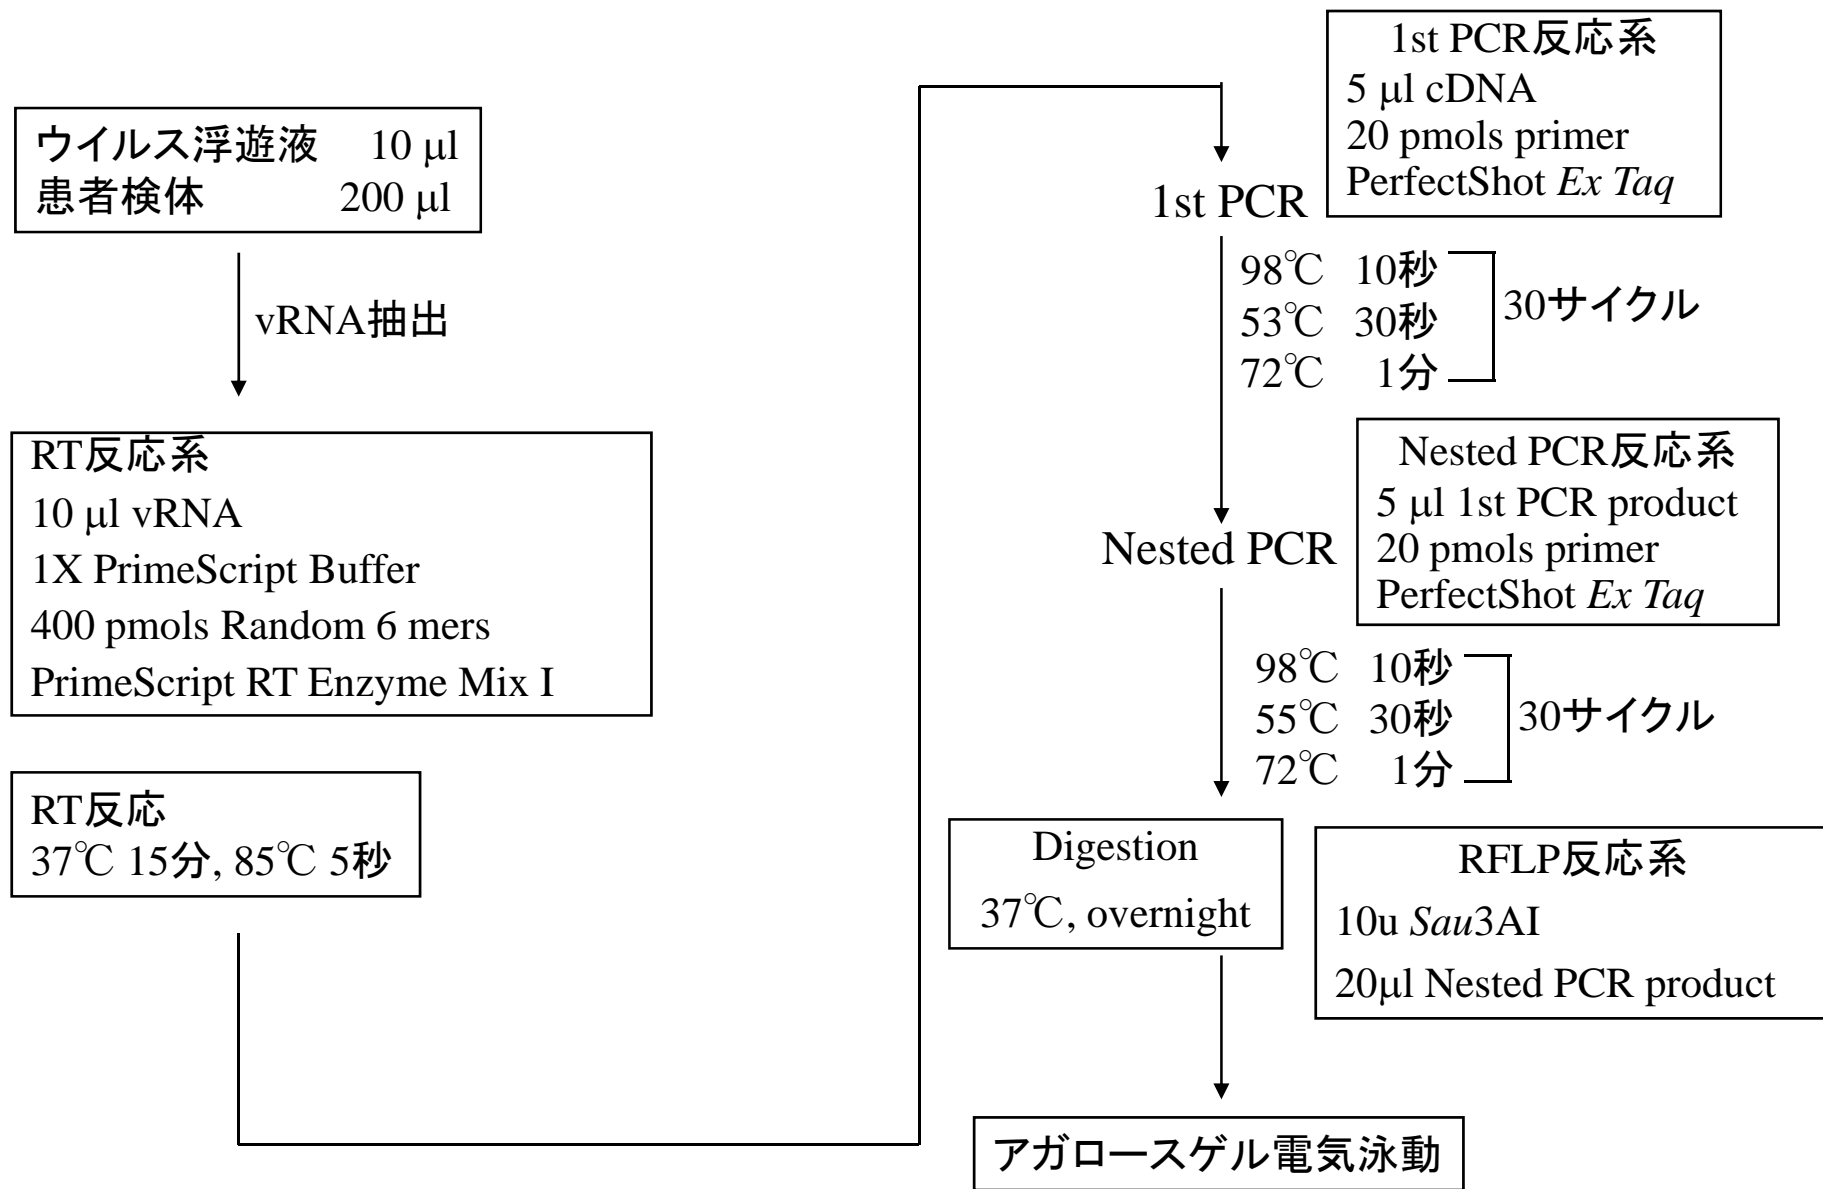 ウイルス浮遊液 10 μl
患者検体 200 μl
vRNA抽出
RT反応系
10 μl vRNA
1X PrimeScript Buffer
400 pmols Random 6 mers
PrimeScript RT Enzyme Mix I
RT反応
37℃ 15分, 85℃ 5秒
1st PCR反応系
5 μl cDNA
20 pmols primer
PerfectShot Ex Taq
1st PCR
98℃ 10秒
53℃ 30秒
72℃ 1分
30サイクル
Nested PCR反応系
5 μl 1st PCR product
20 pmols primer
PerfectShot Ex Taq
Nested PCR
98℃ 10秒
55℃ 30秒
72℃ 1分
30サイクル
Digestion
37℃, overnight
RFLP反応系
10u Sau3AI
20μl Nested PCR product
アガロースゲル電気泳動